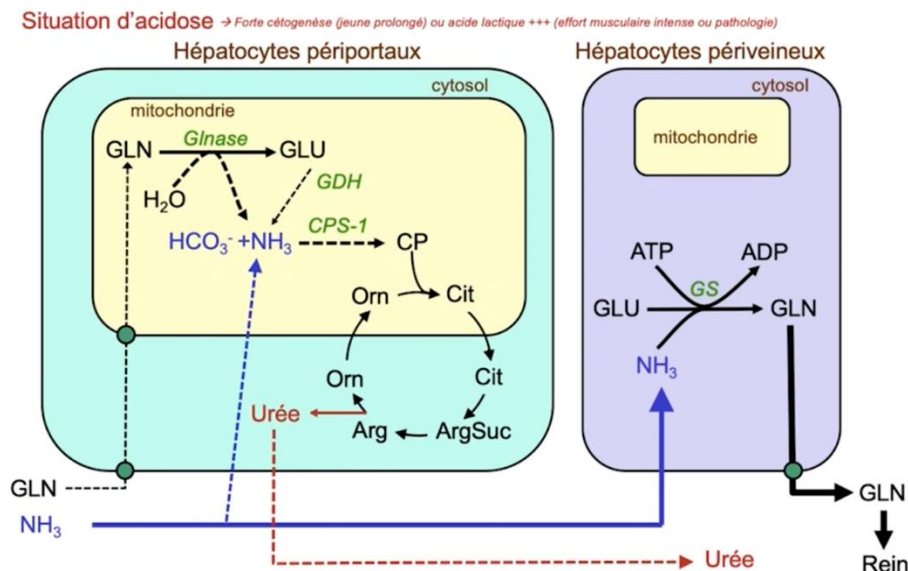 Situation d'acidose → Forte cétogenèse (jeune prolongé) ou acide lactique +++ (effort musculaire intense ou pathologie)
Hépatocytes périportaux
Hépatocytes périveineux
cytosol
cytosol
mitochondrie
mitochondrie
GLN
Glnase
GLU
H₂O
GDH
HCO₃⁻ +NH₃
CPS-1
CP
Orn
Cit
Orn
Cit
Urée
Arg
ArgSuc
ATP
ADP
GS
GLU
GLN
NH₃
GLN
NH₃
GLN
Urée
Rein